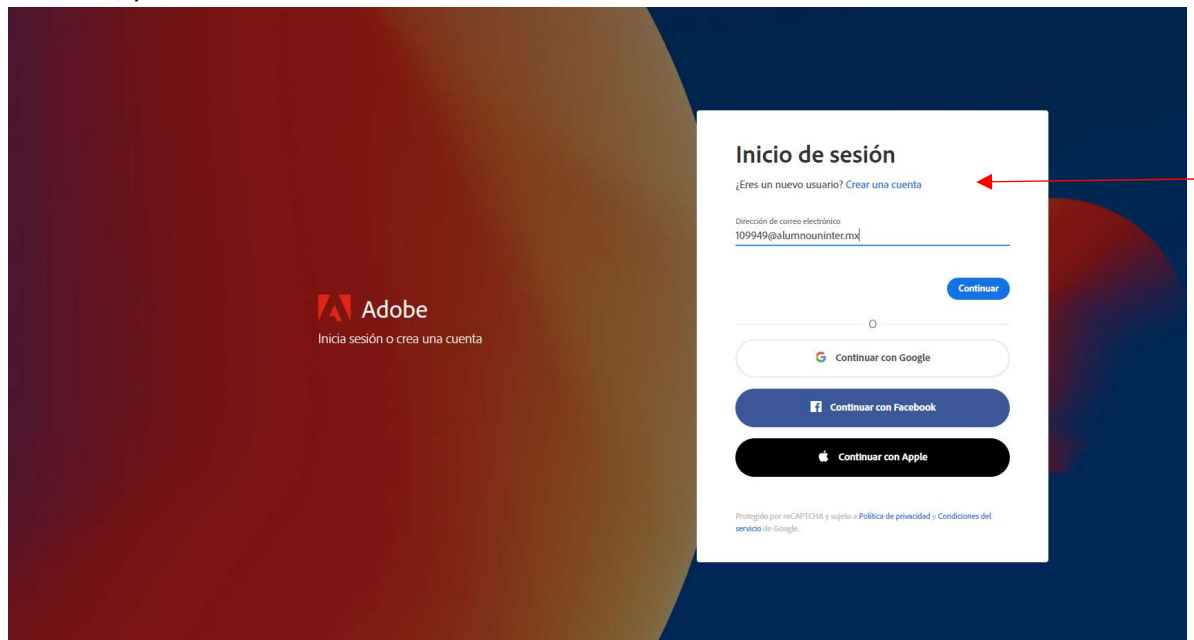 Inicio de sesión
¿Eres un nuevo usuario? Crear una cuenta
Dirección de correo electrónico
109949@alumnouninter.mx
Continuar
O
Continuar con Google
Continuar con Facebook
Continuar con Apple
Protegido por reCAPTCHA y sujeto a Política de privacidad y Condiciones del
servicio de Google.
Adobe
Inicia sesión o crea una cuenta